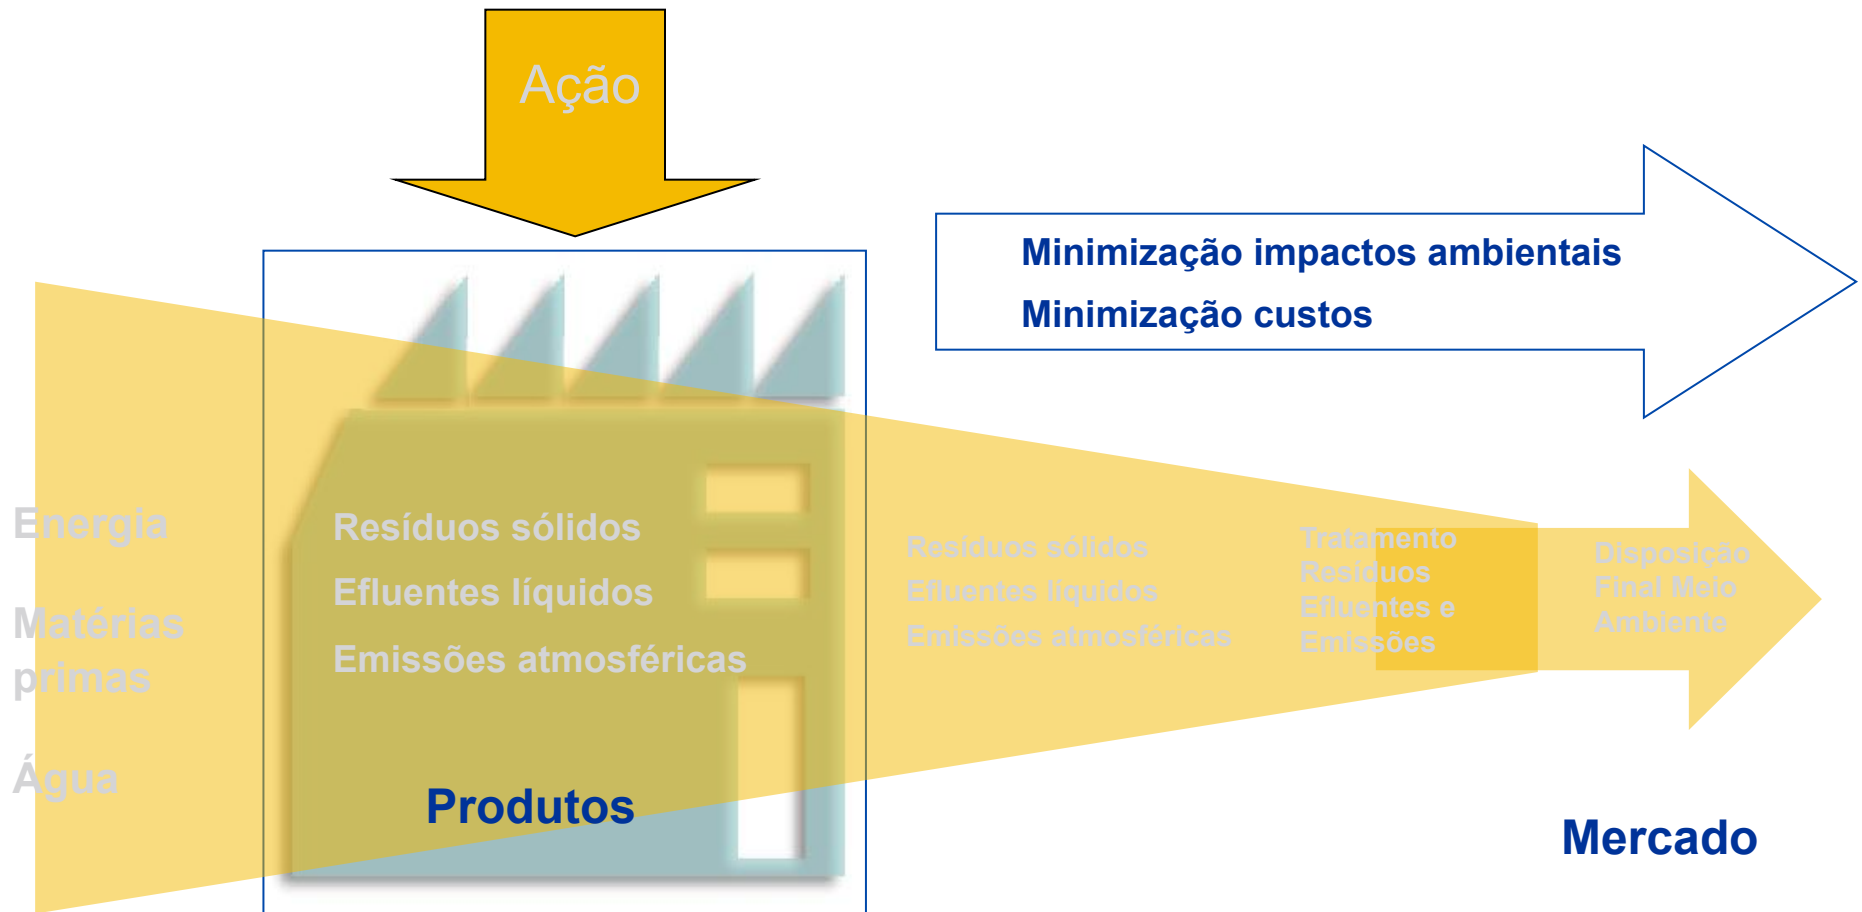 Ação
Minimização impactos ambientais
Minimização custos
Energia
Matérias
primas
Água
Resíduos sólidos
Efluentes líquidos
Emissões atmosféricas
Produtos
Resíduos sólidos
Efluentes líquidos
Emissões atmosféricas
Tratamento
Resíduos
Efluentes e
Emissões
Disposição
Final Meio
Ambiente
Mercado